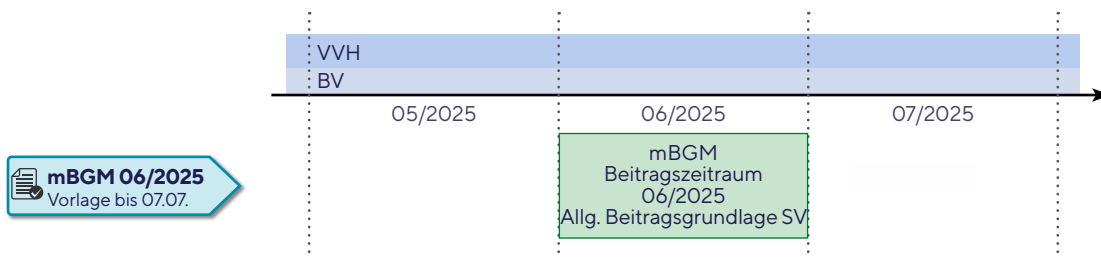 VVH
BV
05/2025
06/2025
07/2025
mBGM 06/2025
Vorlage bis 07.07.
mBGM
Beitragszeitraum
06/2025
Allg. Beitragsgrundlage SV